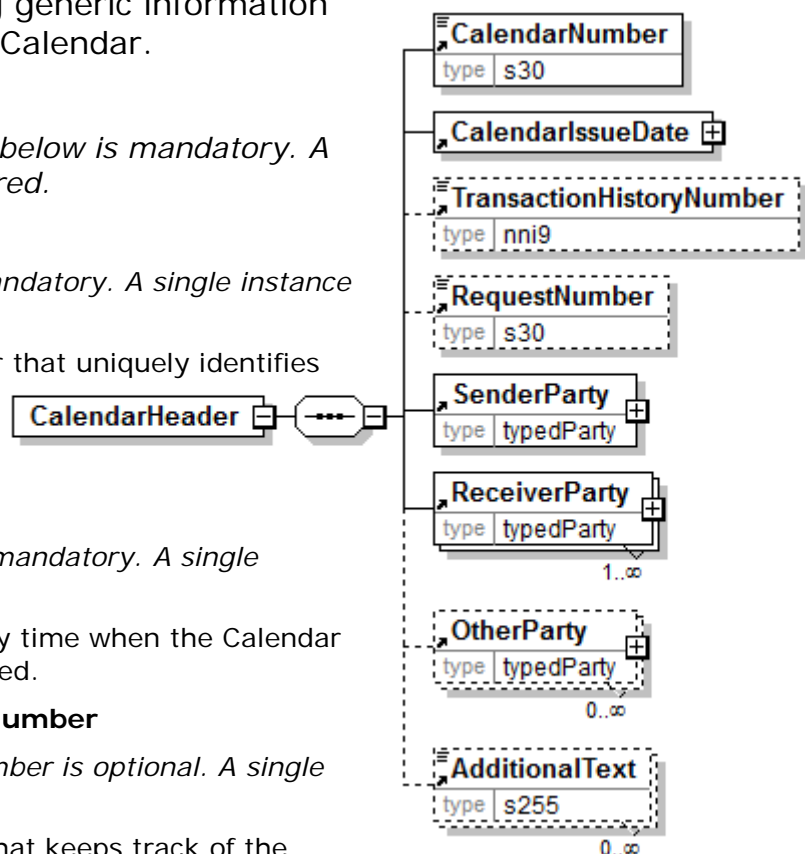 g generic information
Calendar.
below is mandatory. A
red.
andatory. A single instance
r that uniquely identifies
mandatory. A single
y time when the Calendar
ed.
umber
mber is optional. A single
hat keeps track of the
CalendarHeader
CalendarNumber
type s30
CalendarIssueDate
TransactionHistoryNumber
type nni9
RequestNumber
type s30
SenderParty
type typedParty
ReceiverParty
type typedParty
1..∞
OtherParty
type typedParty
0..∞
AdditionalText
type s255
0..∞